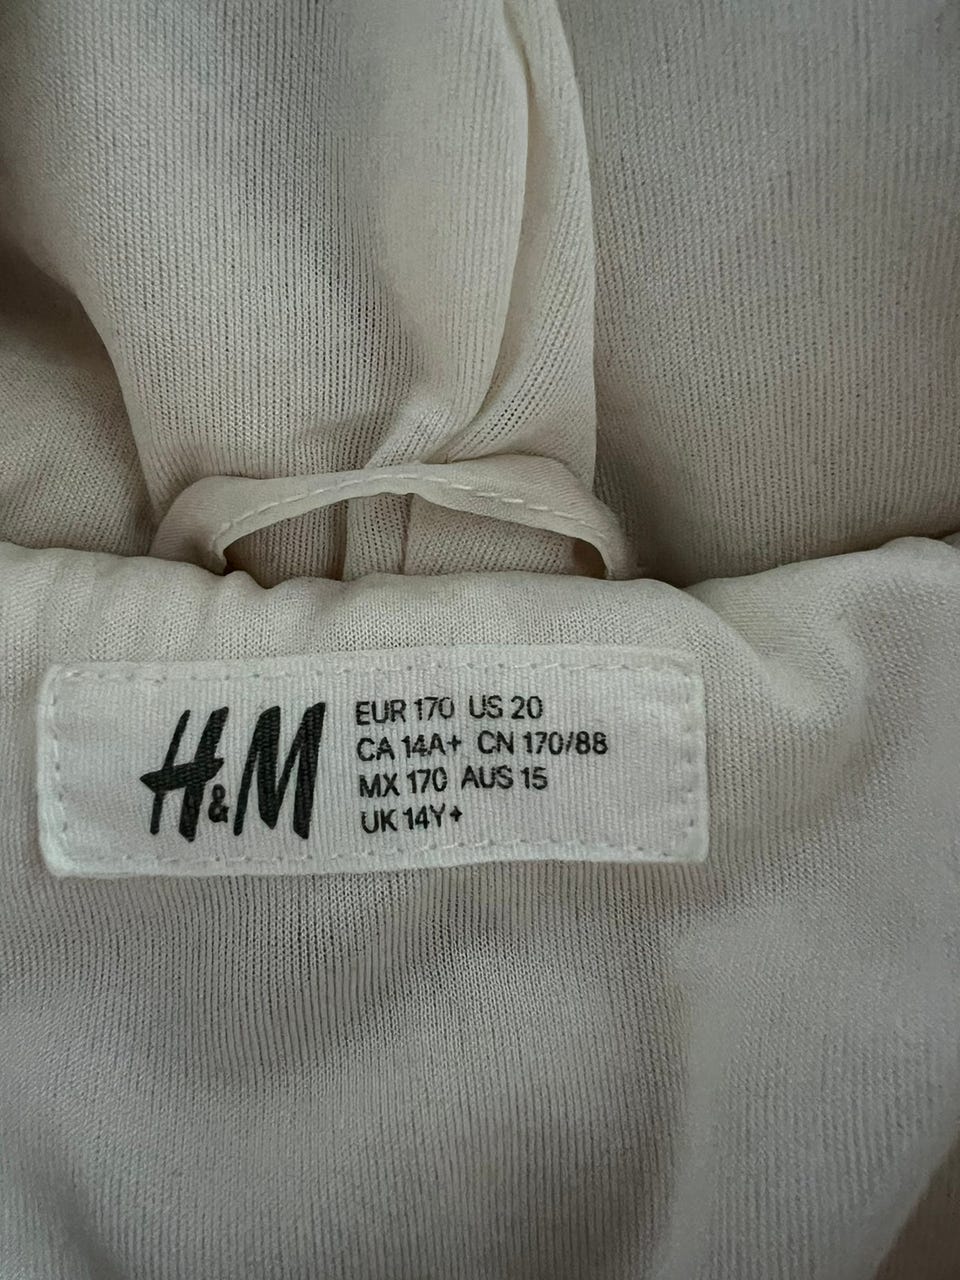 H&M
EUR 170 US 20
CA 14A+ CN 170/88
MX 170 AUS 15
UK 14Y+